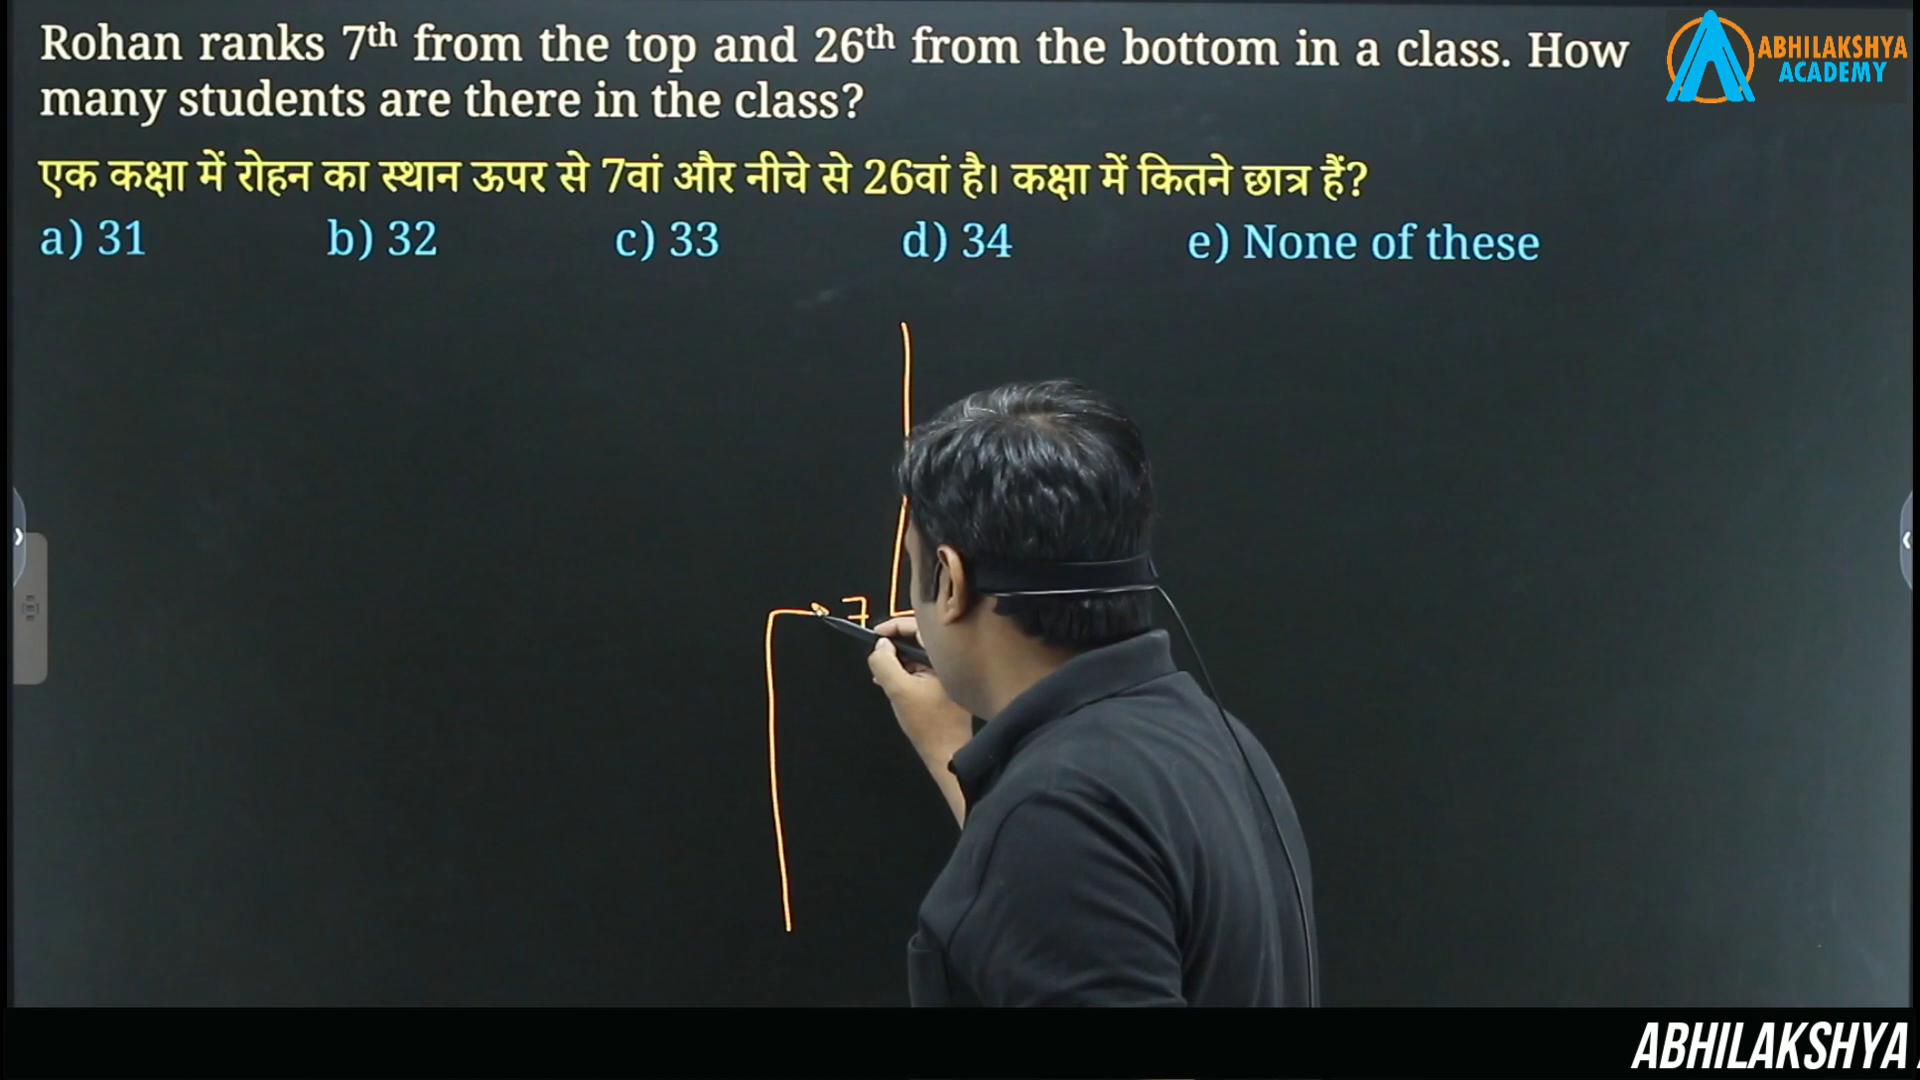 Rohan ranks 7th from the top and 26th from the bottom in a class. How
many students are there in the class?
एक कक्षा में रोहन का स्थान ऊपर से 7वां और नीचे से 26वां है। कक्षा में कितने छात्र हैं?
a) 31 b) 32 c) 33 d) 34 e) None of these
ABHILAKSHYA
ACADEMY
7
ABHILAKSHYA